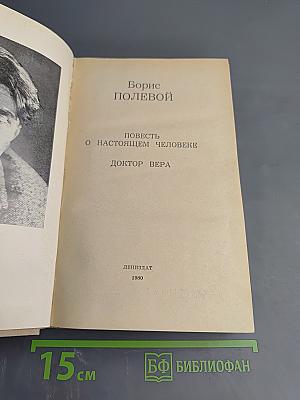 Борис
ПОЛЕВОЙ
ПОВЕСТЬ
О НАСТОЯЩЕМ ЧЕЛОВЕКЕ
ДОКТОР ВЕРА
ЛЕНИЗДАТ
1980
15 см
БФ БИБЛИОФАН